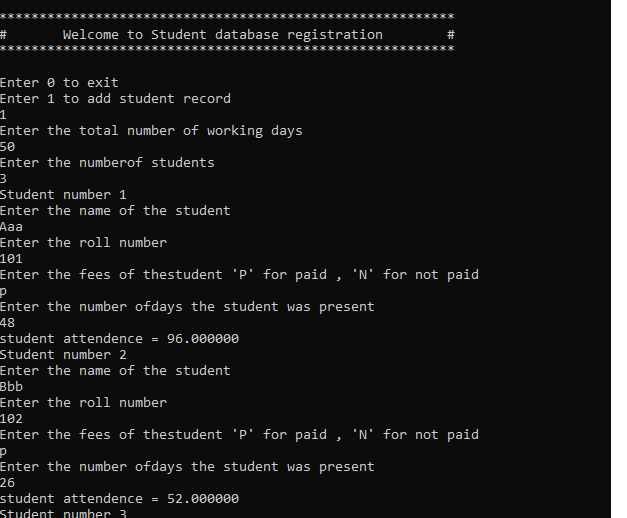 *********************************************************
#       Welcome to Student database registration        #
*********************************************************
Enter 0 to exit
Enter 1 to add student record
1
Enter the total number of working days
50
Enter the numberof students
3
Student number 1
Enter the name of the student
Aaa
Enter the roll number
101
Enter the fees of thestudent 'P' for paid , 'N' for not paid
p
Enter the number ofdays the student was present
48
student attendence = 96.000000
Student number 2
Enter the name of the student
Bbb
Enter the roll number
102
Enter the fees of thestudent 'P' for paid , 'N' for not paid
p
Enter the number ofdays the student was present
26
student attendence = 52.000000
Student number 3